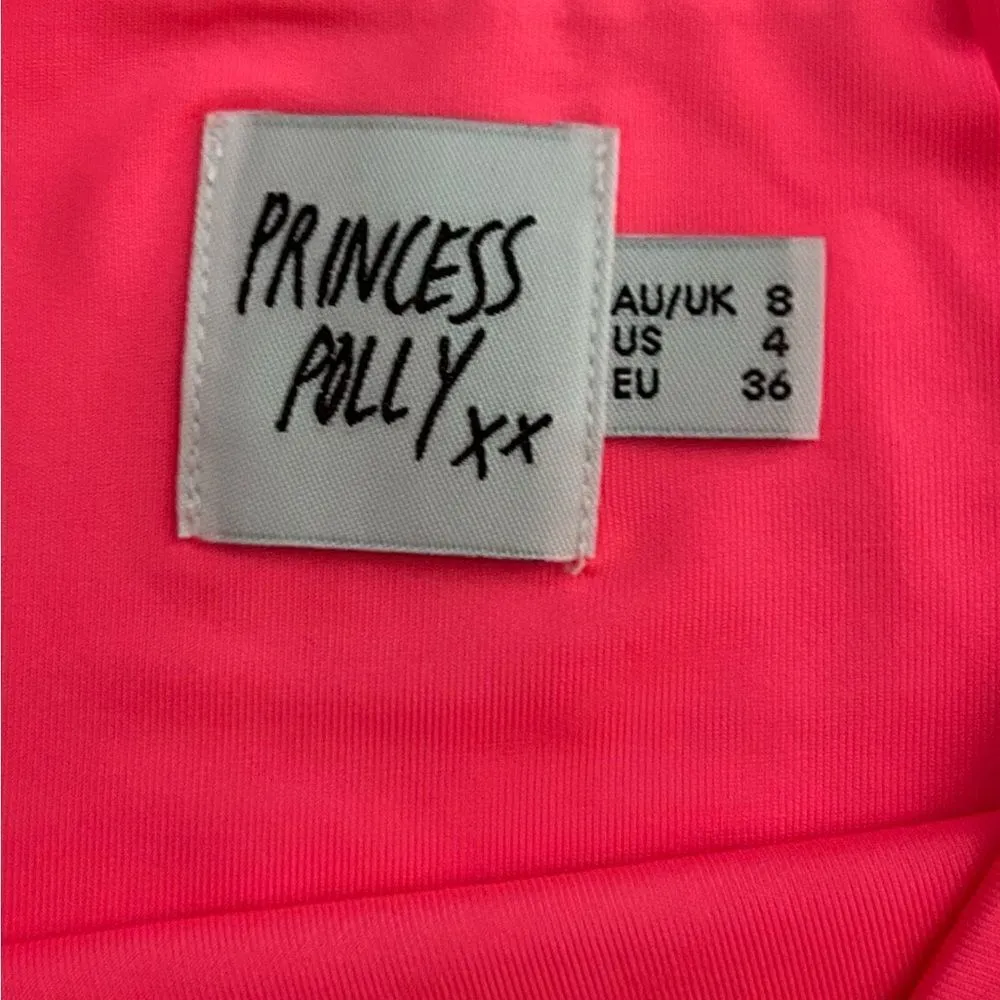 PRINCESS
POLLY xx
AU/UK 8
US 4
EU 36